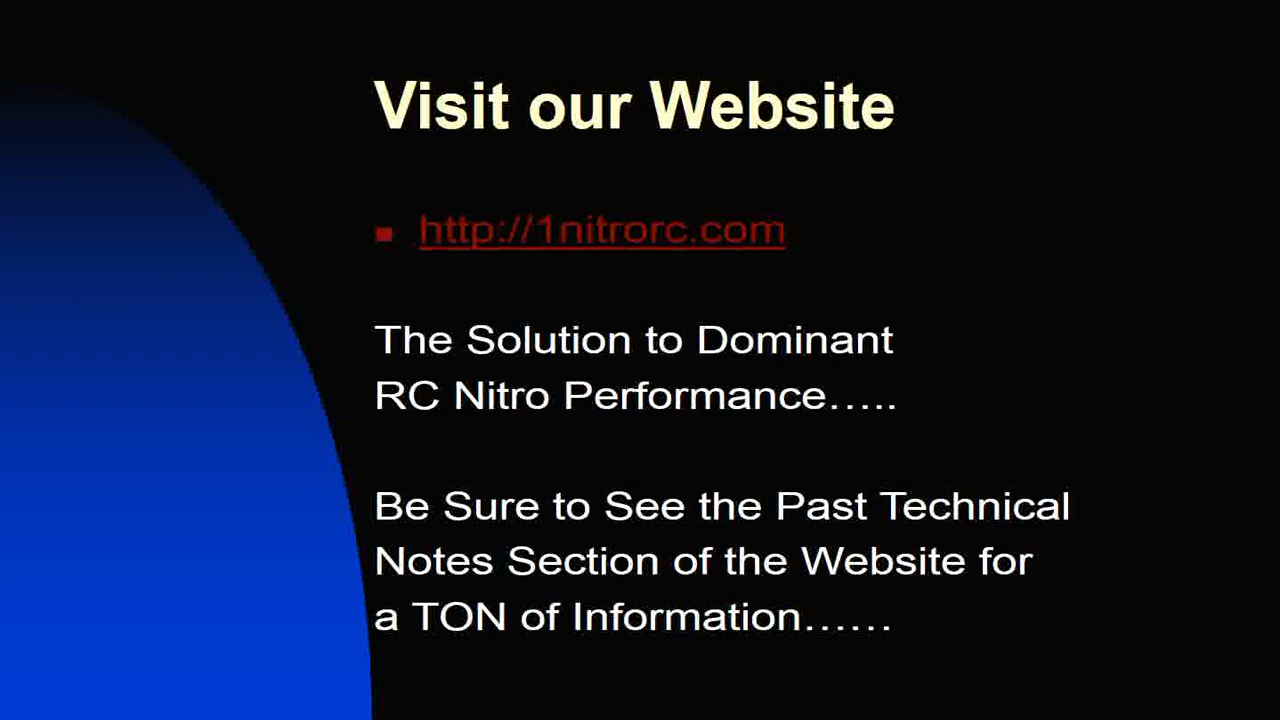 Visit our Website
http://1nitrorc.com
The Solution to Dominant
RC Nitro Performance.....
Be Sure to See the Past Technical
Notes Section of the Website for
a TON of Information......